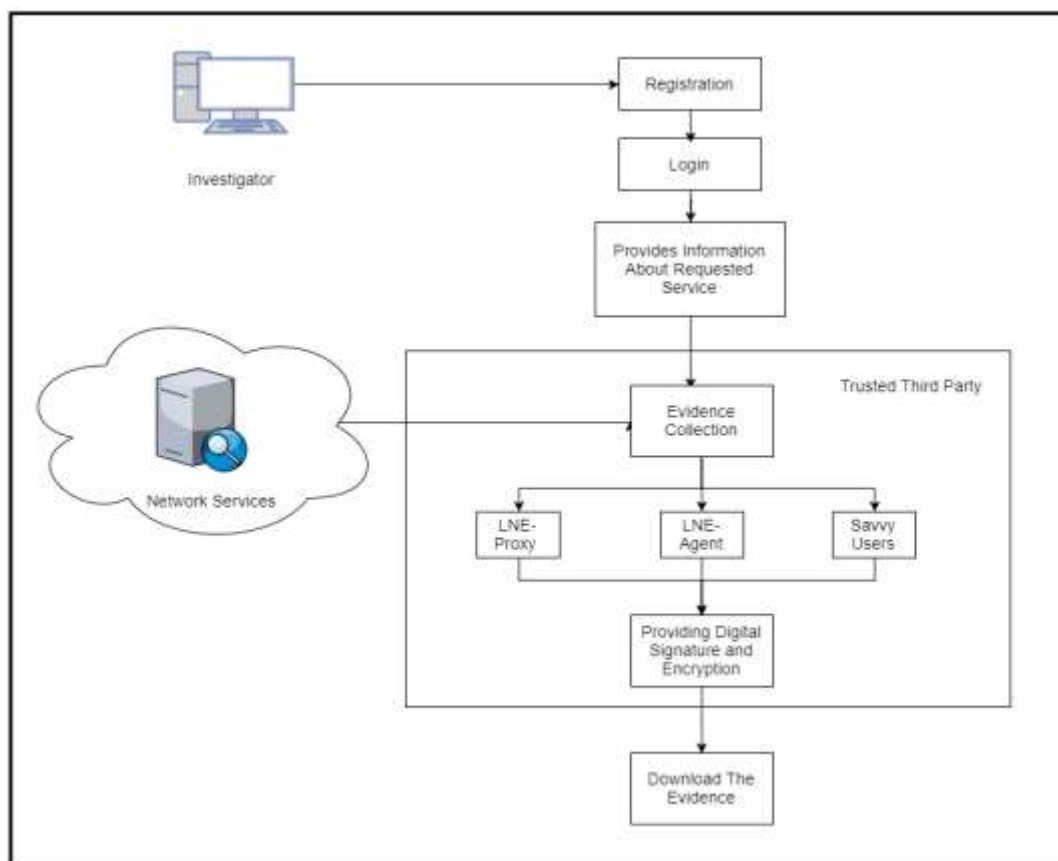 Registration
Investigator
Login
Provides Information
About Requested
Service
Trusted Third Party
Evidence
Collection
Network Services
LNE-
Proxy
LNE-
Agent
Savvy
Users
Providing Digital
Signature and
Encryption
Download The
Evidence